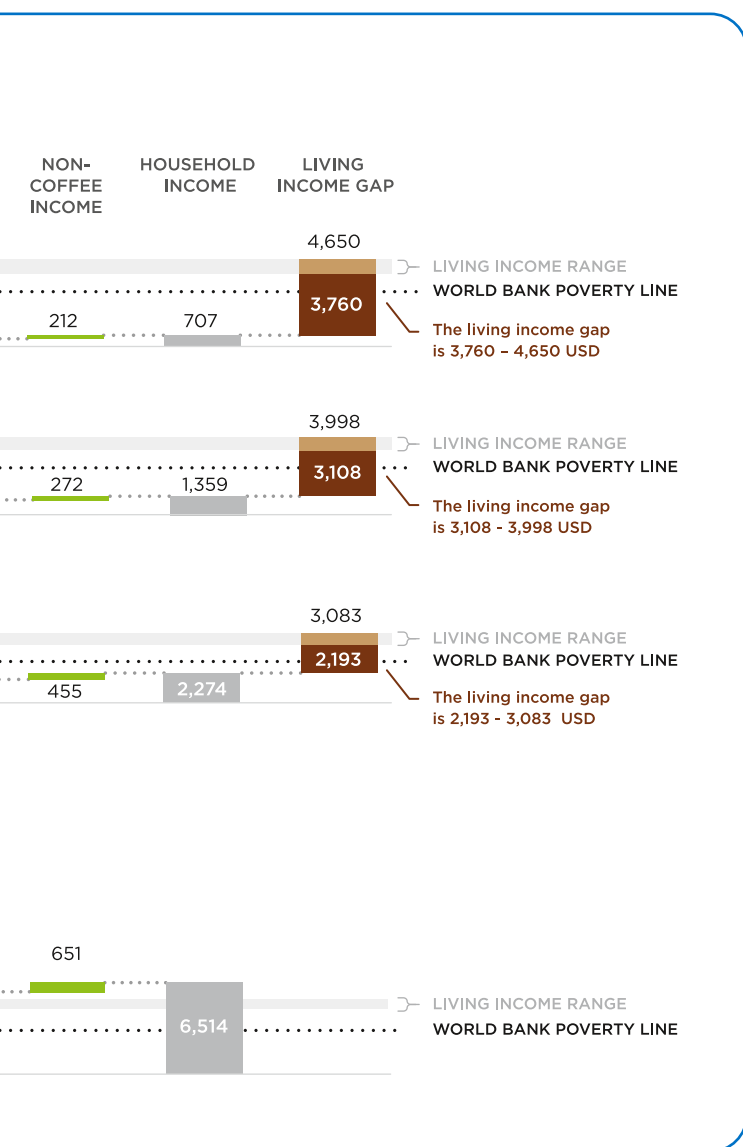 NON-
COFFEE
INCOME
HOUSEHOLD
INCOME
LIVING
INCOME GAP
4,650
LIVING INCOME RANGE
WORLD BANK POVERTY LINE
212
707
3,760
The living income gap
is 3,760 – 4,650 USD
3,998
LIVING INCOME RANGE
WORLD BANK POVERTY LINE
272
1,359
3,108
The living income gap
is 3,108 - 3,998 USD
3,083
LIVING INCOME RANGE
WORLD BANK POVERTY LINE
455
2,274
2,193
The living income gap
is 2,193 - 3,083 USD
651
6,514
LIVING INCOME RANGE
WORLD BANK POVERTY LINE